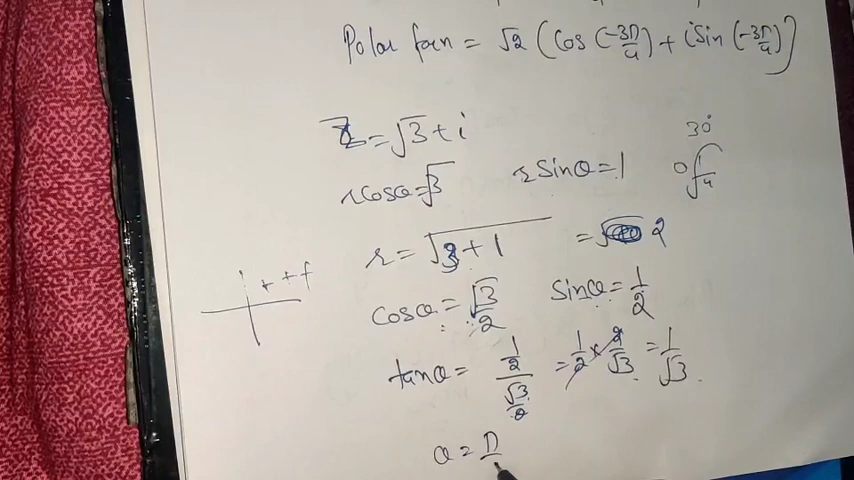 Polar form = √2 (Cos (-3π/4) + i Sin (-3π/4))
Z = √3 + i
r cosθ = √3 r sinθ = 1 30°
r = √3+1 = 2
cosθ = √3/2 sinθ = 1/2
tanθ = 1/2 / √3/2 = 1/2 × 2/√3 = 1/√3
θ = π